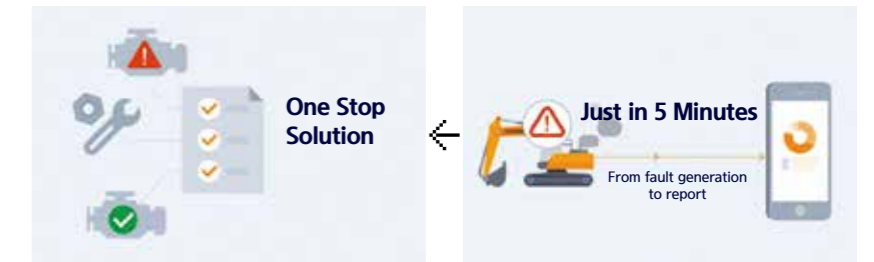 One Stop
Solution
Just in 5 Minutes
From fault generation
to report